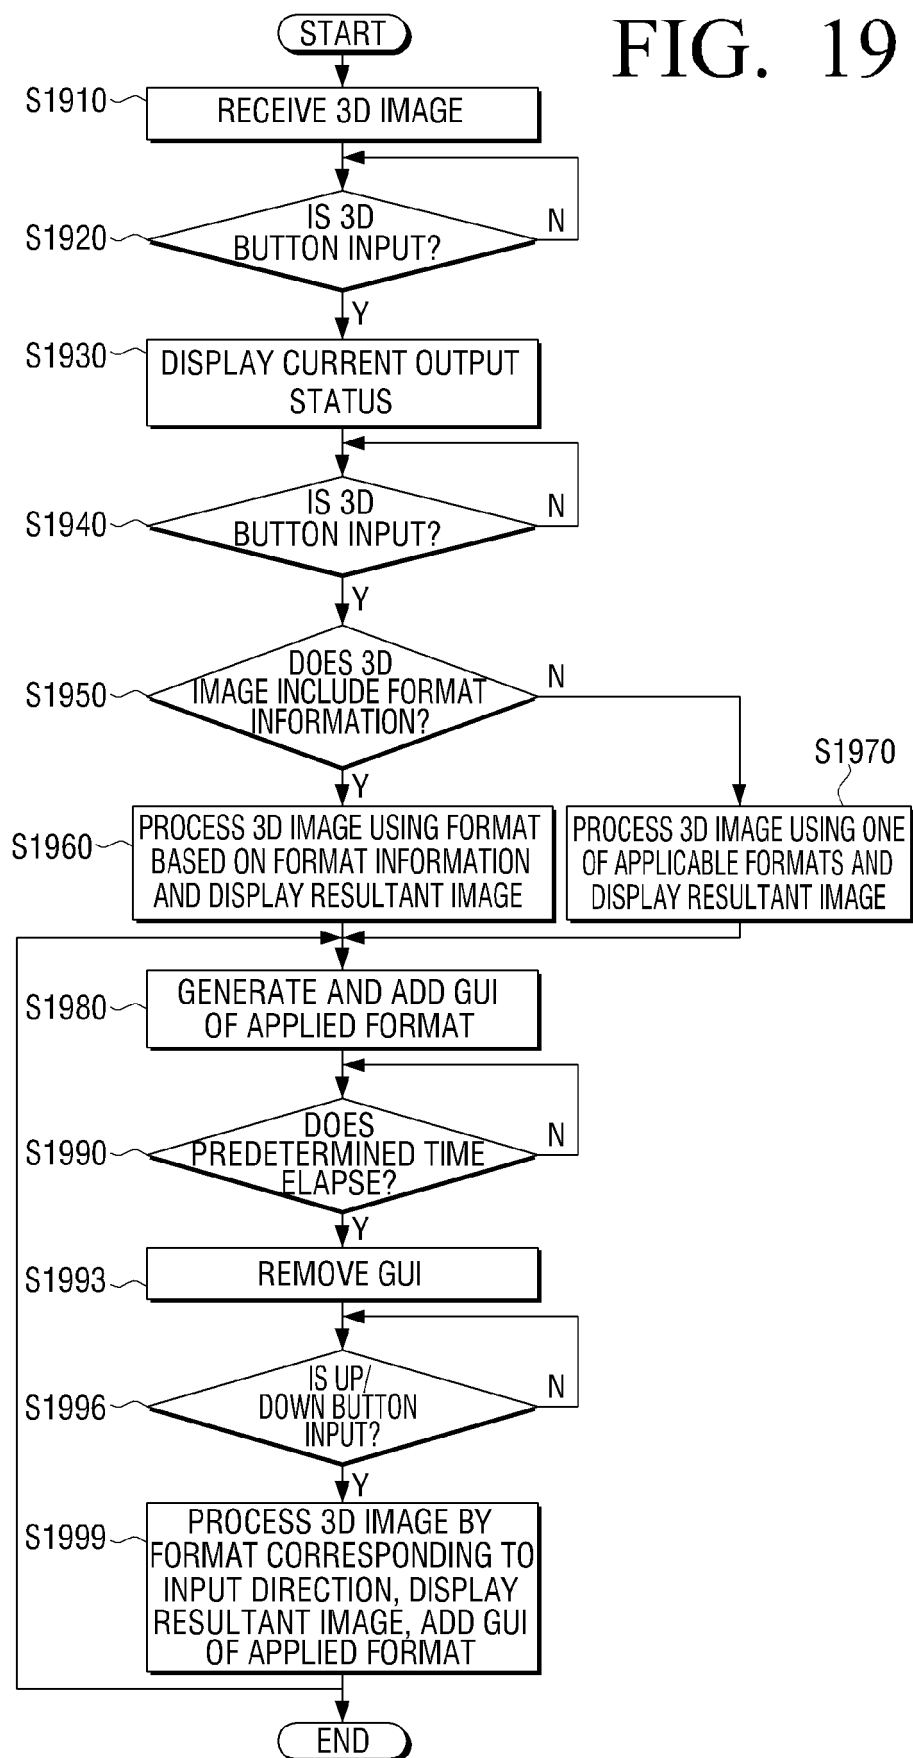 FIG. 19
START
S1910
RECEIVE 3D IMAGE
S1920
IS 3D
BUTTON INPUT?
N
Y
S1930
DISPLAY CURRENT OUTPUT
STATUS
S1940
IS 3D
BUTTON INPUT?
N
Y
S1950
DOES 3D
IMAGE INCLUDE FORMAT
INFORMATION?
N
Y
S1960
PROCESS 3D IMAGE USING FORMAT
BASED ON FORMAT INFORMATION
AND DISPLAY RESULTANT IMAGE
S1970
PROCESS 3D IMAGE USING ONE
OF APPLICABLE FORMATS AND
DISPLAY RESULTANT IMAGE
S1980
GENERATE AND ADD GUI
OF APPLIED FORMAT
S1990
DOES
PREDETERMINED TIME
ELAPSE?
N
Y
S1993
REMOVE GUI
S1996
IS UP/
DOWN BUTTON
INPUT?
N
Y
S1999
PROCESS 3D IMAGE BY
FORMAT CORRESPONDING TO
INPUT DIRECTION, DISPLAY
RESULTANT IMAGE, ADD GUI
OF APPLIED FORMAT
END